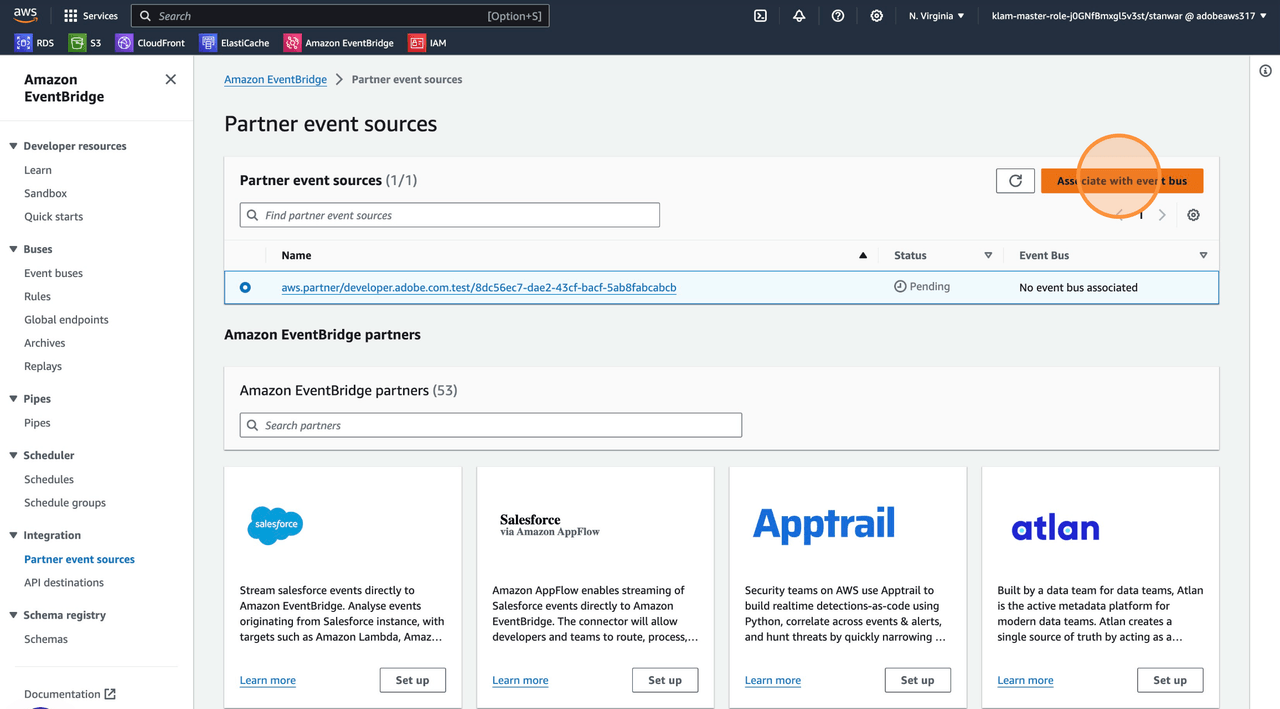 aws
Services
Search
[Option+S]
N. Virginia
klam-master-role-j0GNfBmxgl5v3st/stanwar @ adobeaws317
RDS
S3
CloudFront
ElastiCache
Amazon EventBridge
IAM
Amazon
EventBridge
Developer resources
Learn
Sandbox
Quick starts
Buses
Event buses
Rules
Global endpoints
Archives
Replays
Pipes
Pipes
Scheduler
Schedules
Schedule groups
Integration
Partner event sources
API destinations
Schema registry
Schemas
Documentation
Amazon EventBridge
Partner event sources
Partner event sources
Partner event sources (1/1)
Associate with event bus
Find partner event sources
1
Name
Status
Event Bus
aws.partner/developer.adobe.com.test/8dc56ec7-dae2-43cf-bacf-5ab8fabcabcb
Pending
No event bus associated
Amazon EventBridge partners
Amazon EventBridge partners (53)
Search partners
salesforce
Stream salesforce events directly to
Amazon EventBridge. Analyse events
originating from Salesforce instance, with
targets such as Amazon Lambda, Amaz...
Learn more
Set up
Salesforce
via Amazon AppFlow
Amazon AppFlow enables streaming of
Salesforce events directly to Amazon
EventBridge. The connector will allow
developers and teams to route, process,...
Learn more
Set up
Apptrail
Security teams on AWS use Apptrail to
build realtime detections-as-code using
Python, correlate across events & alerts,
and hunt threats by quickly narrowing ...
Learn more
Set up
atlan
Built by a data team for data teams, Atlan
is the active metadata platform for
modern data teams. Atlan creates a
single source of truth by acting as a...
Learn more
Set up